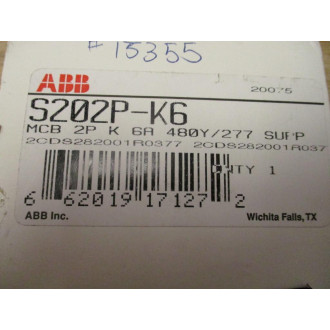 #15355
ABB
20075
S202P-K6
MCB 2P K 6A 480Y/277 SUPP
2CDS282001R0377 2CDS282001R037
QNTY 1
6 62019 17127 2
ABB Inc.
Wichita Falls, TX